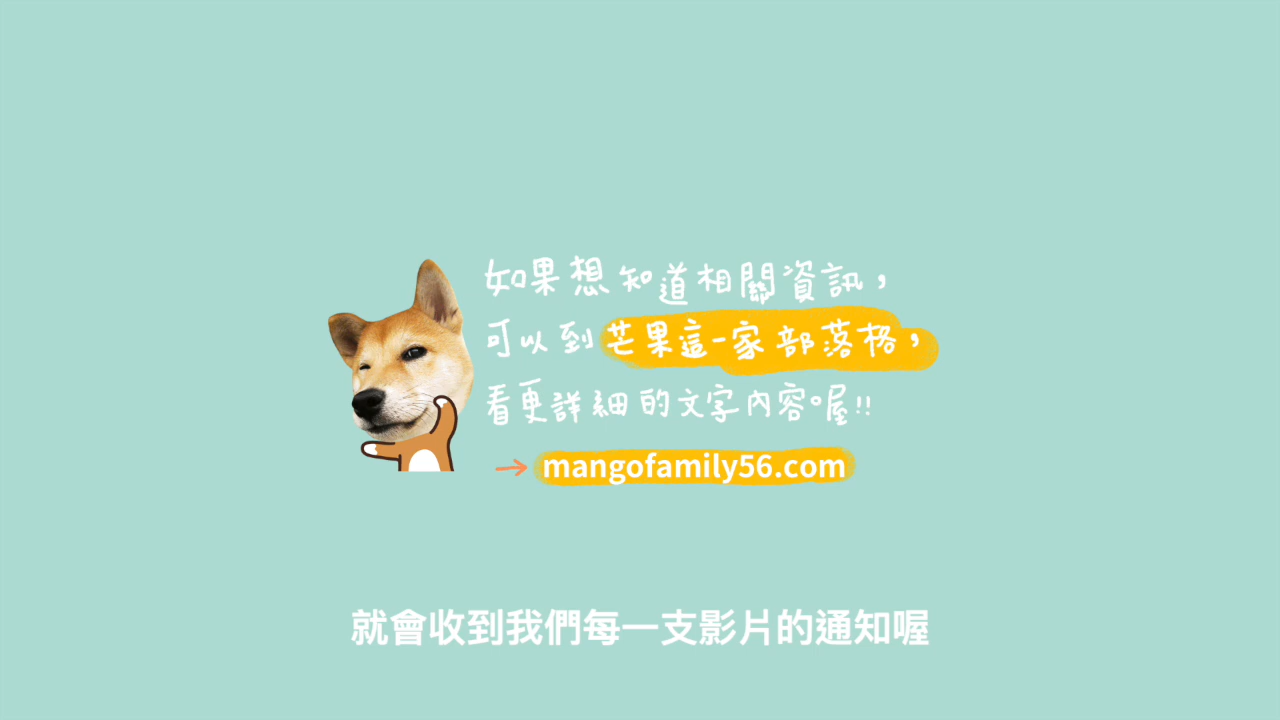 如果想知道相關資訊，
可以到芒果這一家部落格，
看更詳細的文字內容喔!!
→ mangofamily56.com
就會收到我們每一支影片的通知喔